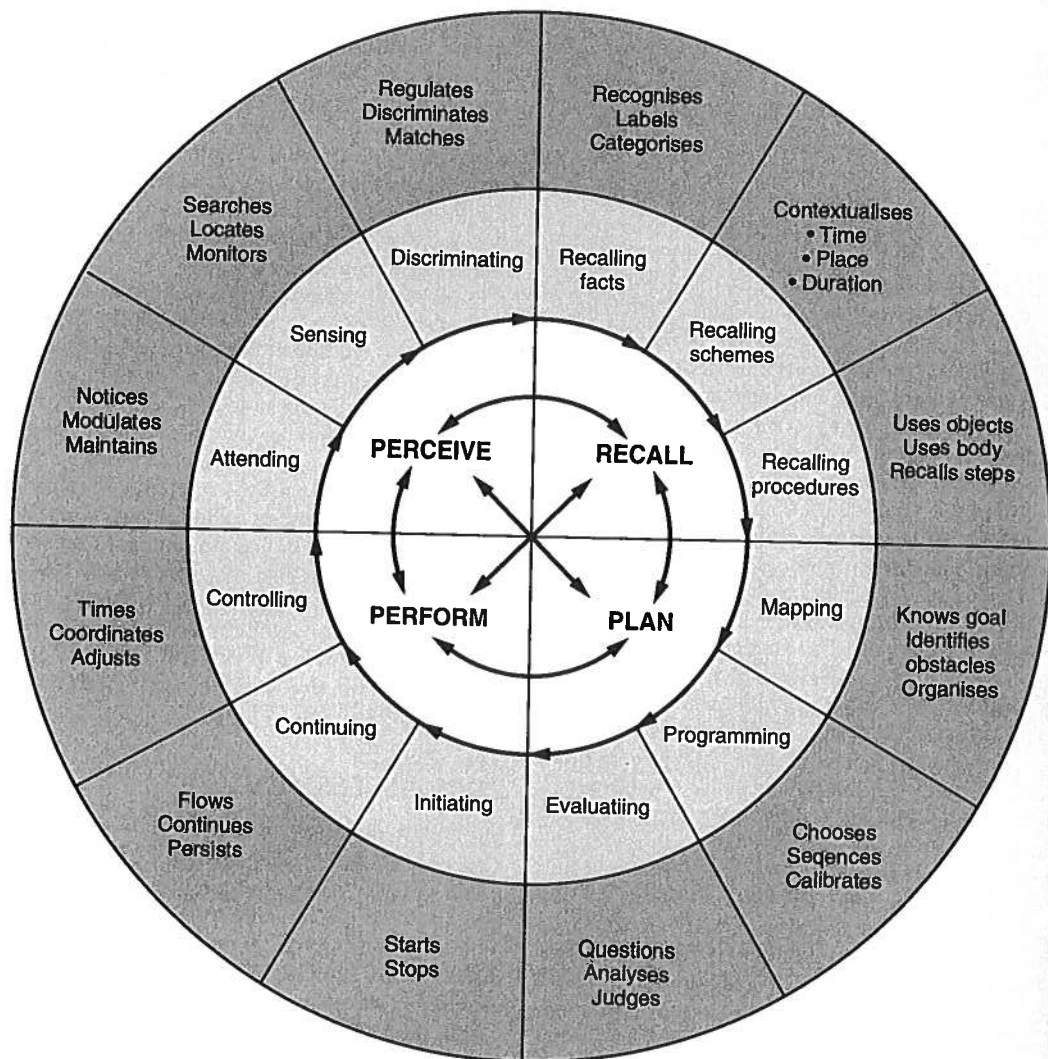 Regulates
Discriminates
Matches
Recognises
Labels
Categorises
Contextualises
• Time
• Place
• Duration
Uses objects
Uses body
Recalls steps
Knows goal
Identifies
obstacles
Organises
Chooses
Seqences
Calibrates
Questions
Analyses
Judges
Starts
Stops
Flows
Continues
Persists
Times
Coordinates
Adjusts
Notices
Modulates
Maintains
Searches
Locates
Monitors
Discriminating
Recalling
facts
Recalling
schemes
Recalling
procedures
Mapping
Programming
Evaluatiing
Initiating
Continuing
Controlling
Attending
Sensing
PERCEIVE
RECALL
PERFORM
PLAN